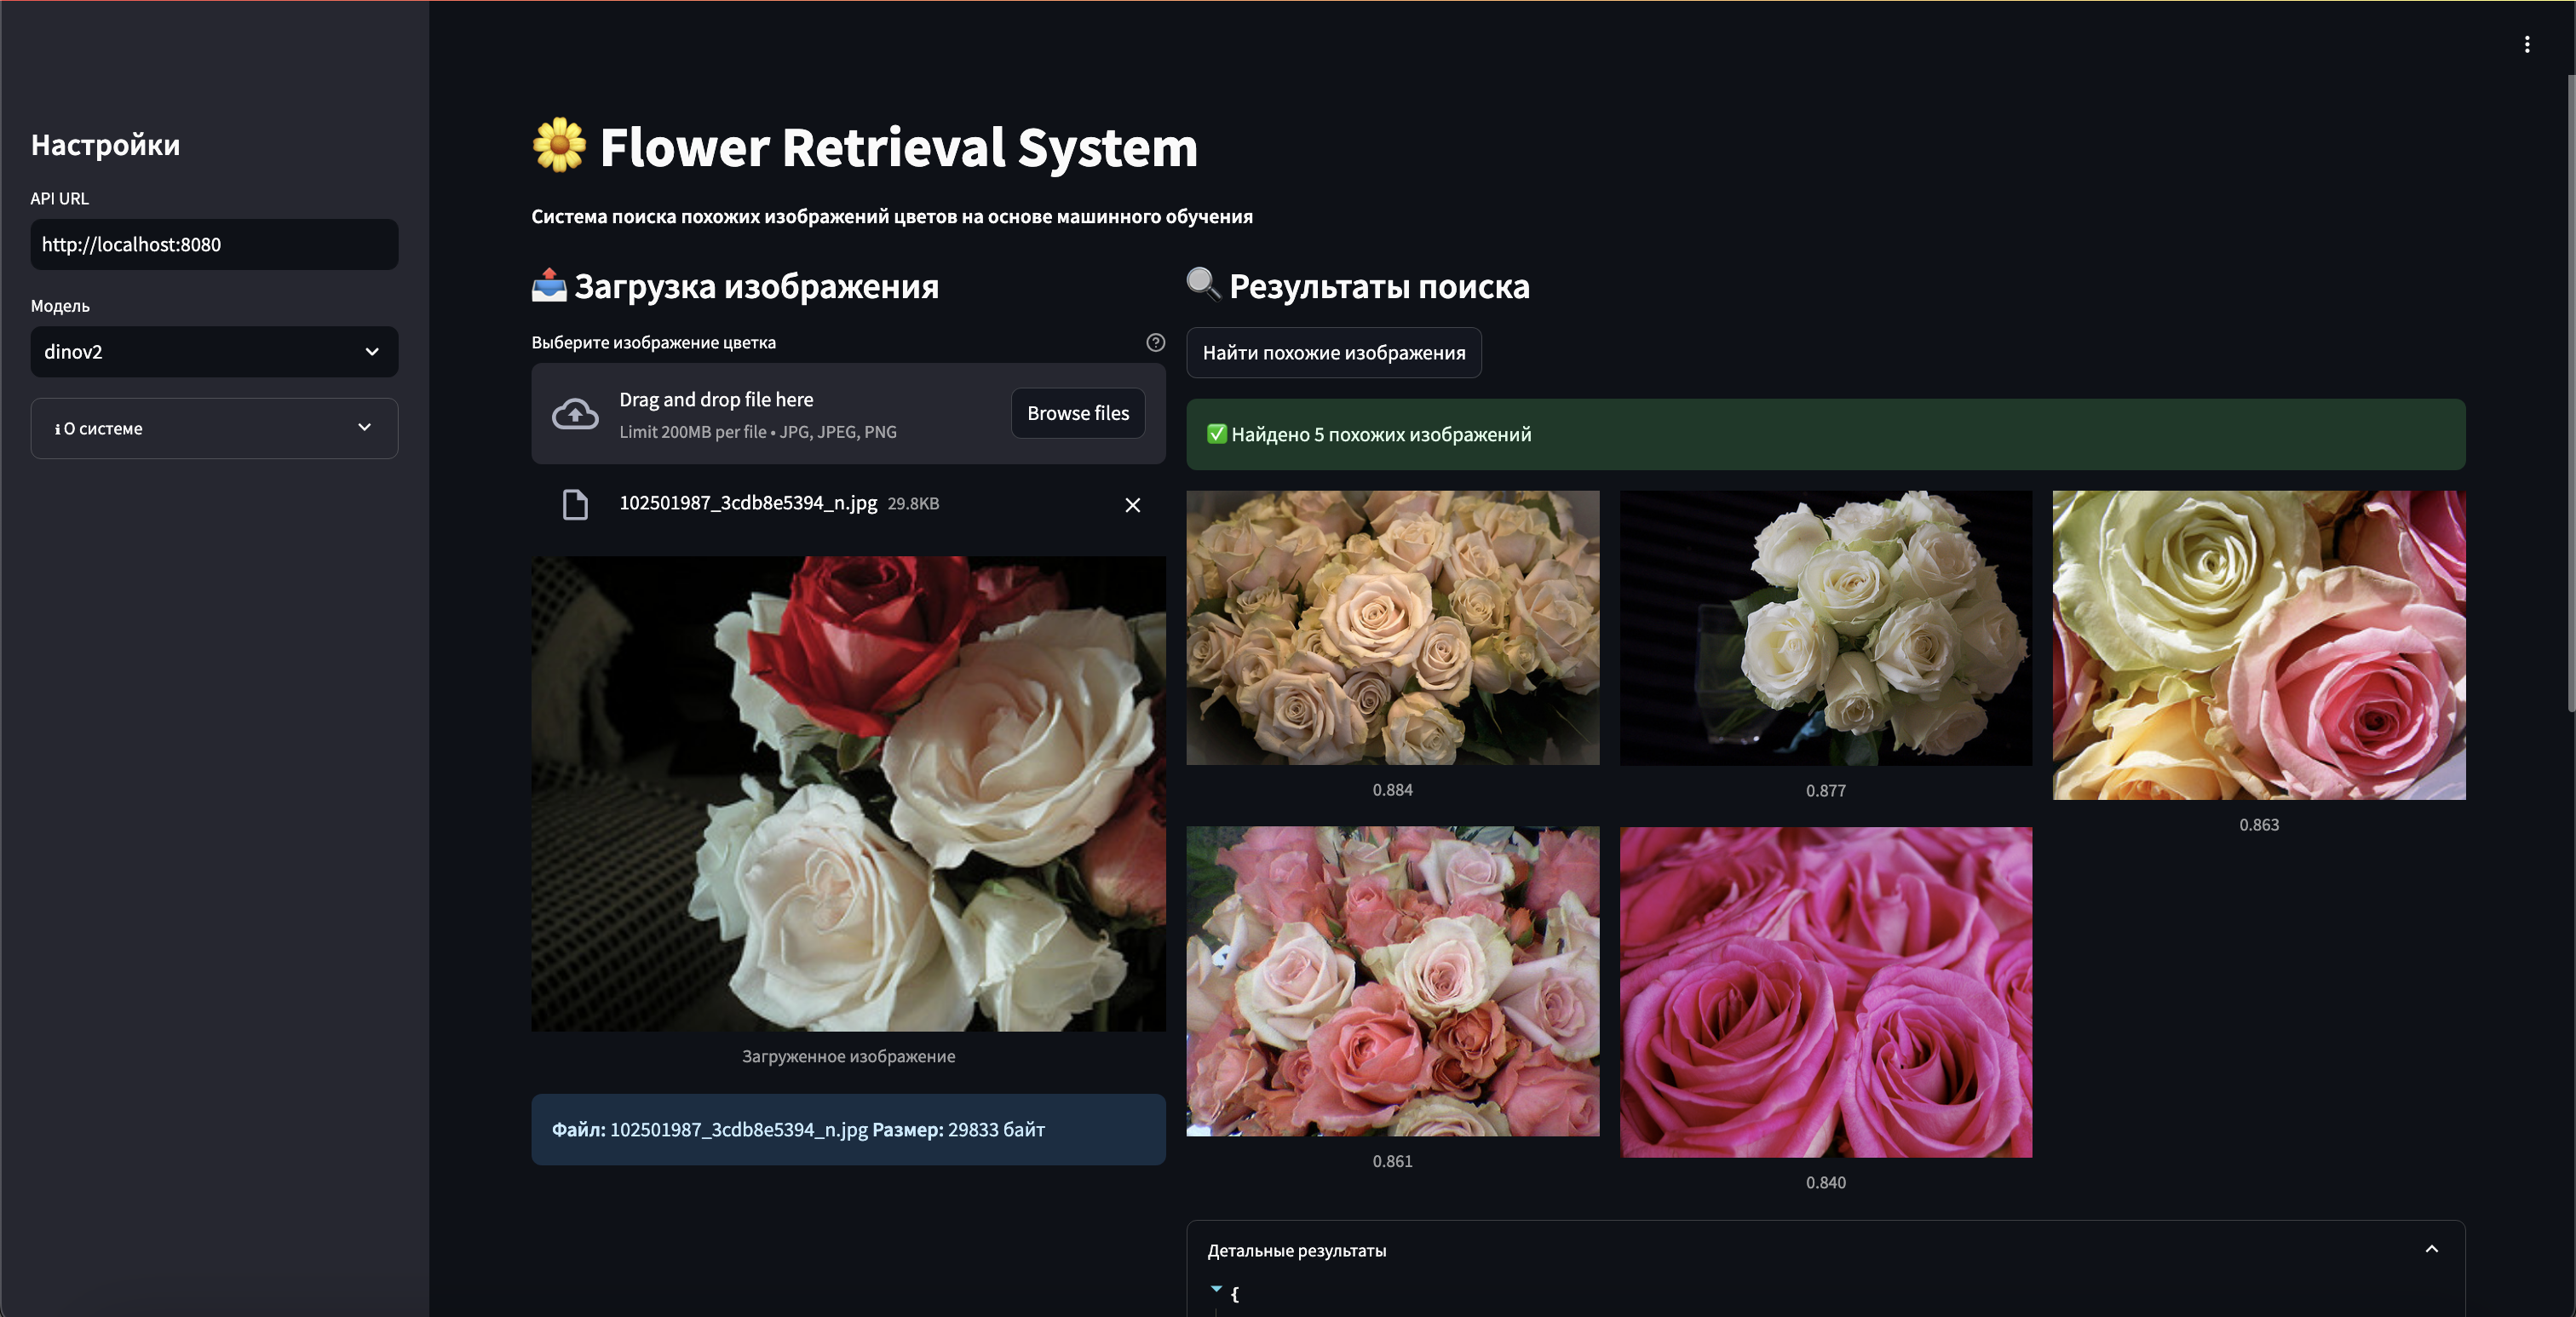 Настройки
API URL
http://localhost:8080
Модель
dinov2
ℹ О системе
🌼 Flower Retrieval System
Система поиска похожих изображений цветов на основе машинного обучения
📤 Загрузка изображения
Выберите изображение цветка
Drag and drop file here
Limit 200MB per file • JPG, JPEG, PNG
Browse files
102501987_3cdb8e5394_n.jpg 29.8KB
Загруженное изображение
Файл: 102501987_3cdb8e5394_n.jpg Размер: 29833 байт
🔍 Результаты поиска
Найти похожие изображения
✅ Найдено 5 похожих изображений
0.884
0.877
0.863
0.861
0.840
Детальные результаты
{